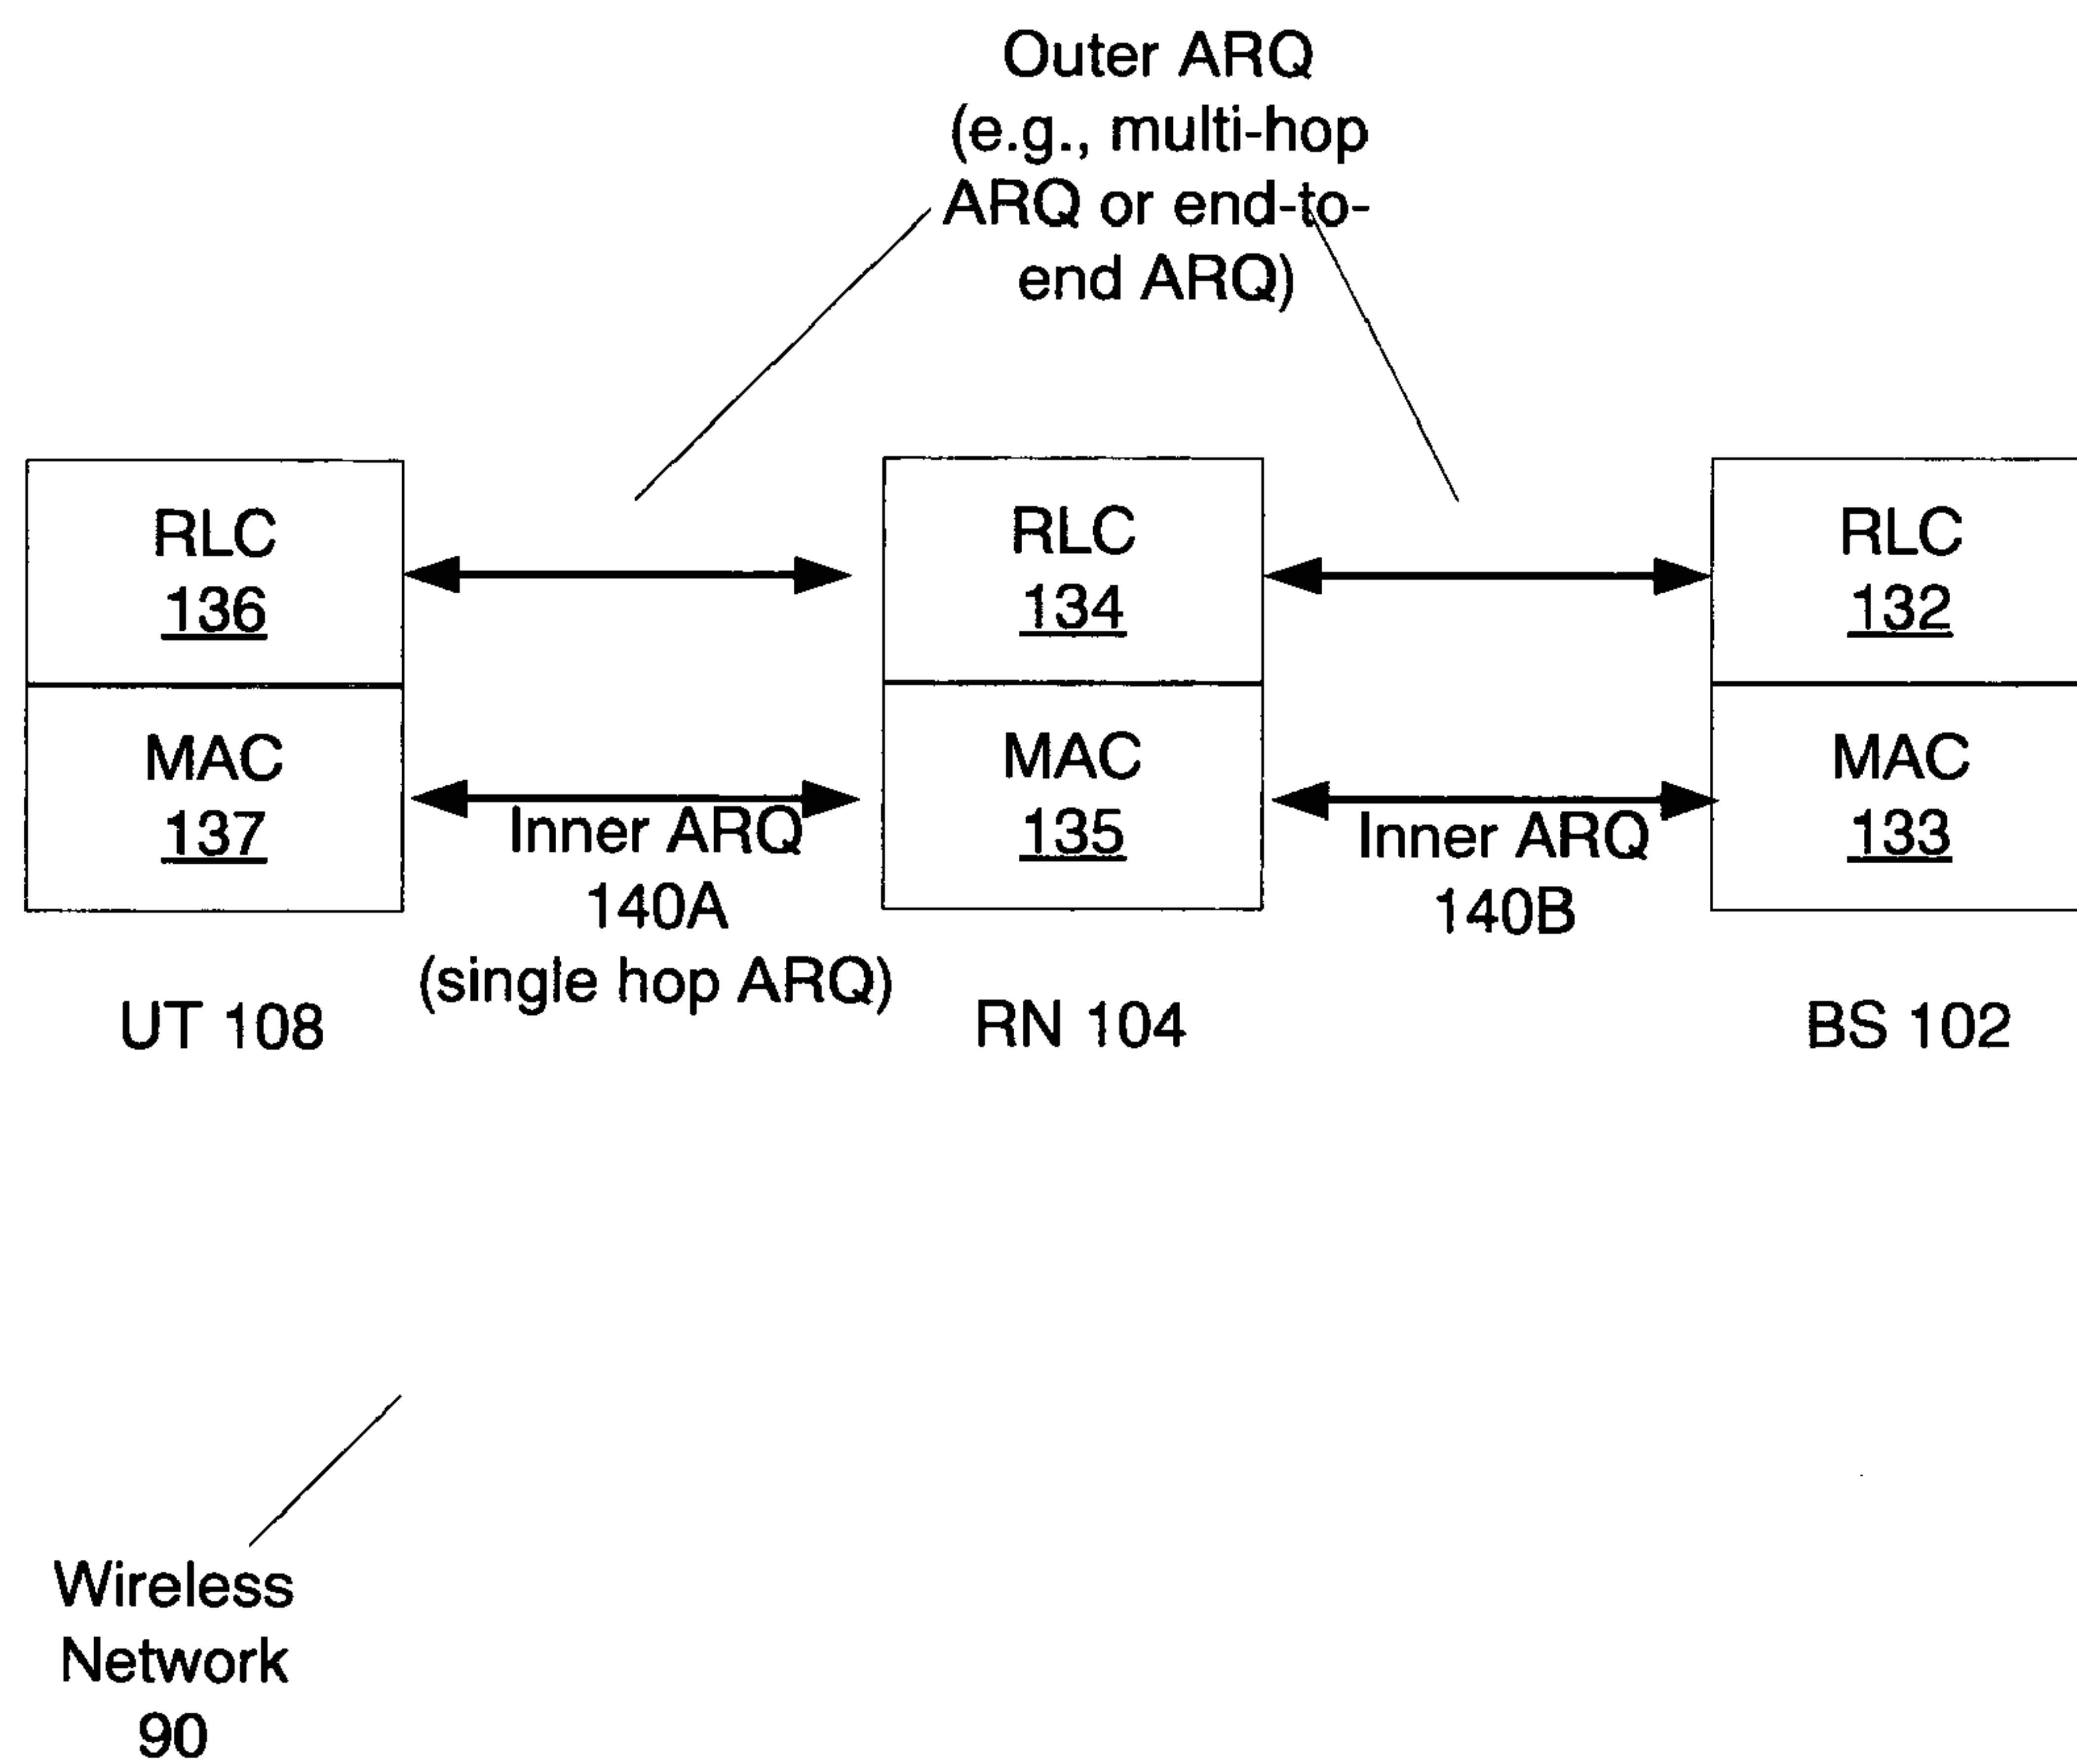 Outer ARQ
(e.g., multi-hop
ARQ or end-to-
end ARQ)
RLC
136
RLC
134
RLC
132
MAC
137
MAC
135
MAC
133
Inner ARQ
140A
(single hop ARQ)
Inner ARQ
140B
UT 108
RN 104
BS 102
Wireless
Network
90